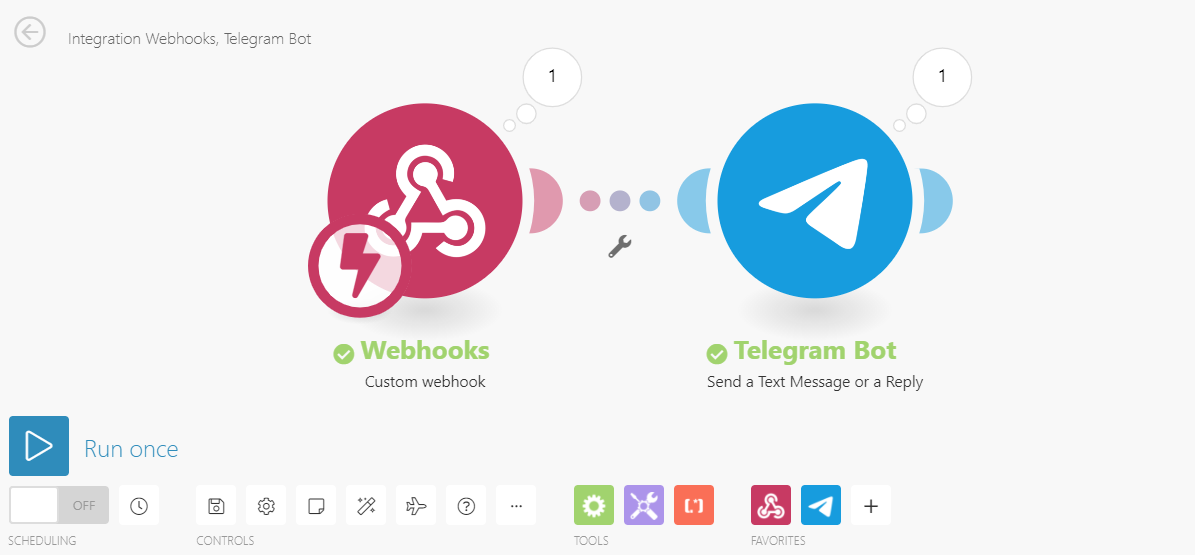 Integration Webhooks, Telegram Bot
1
1
Webhooks
Telegram Bot
Custom webhook
Send a Text Message or a Reply
Run once
OFF
SCHEDULING
CONTROLS
TOOLS
FAVORITES